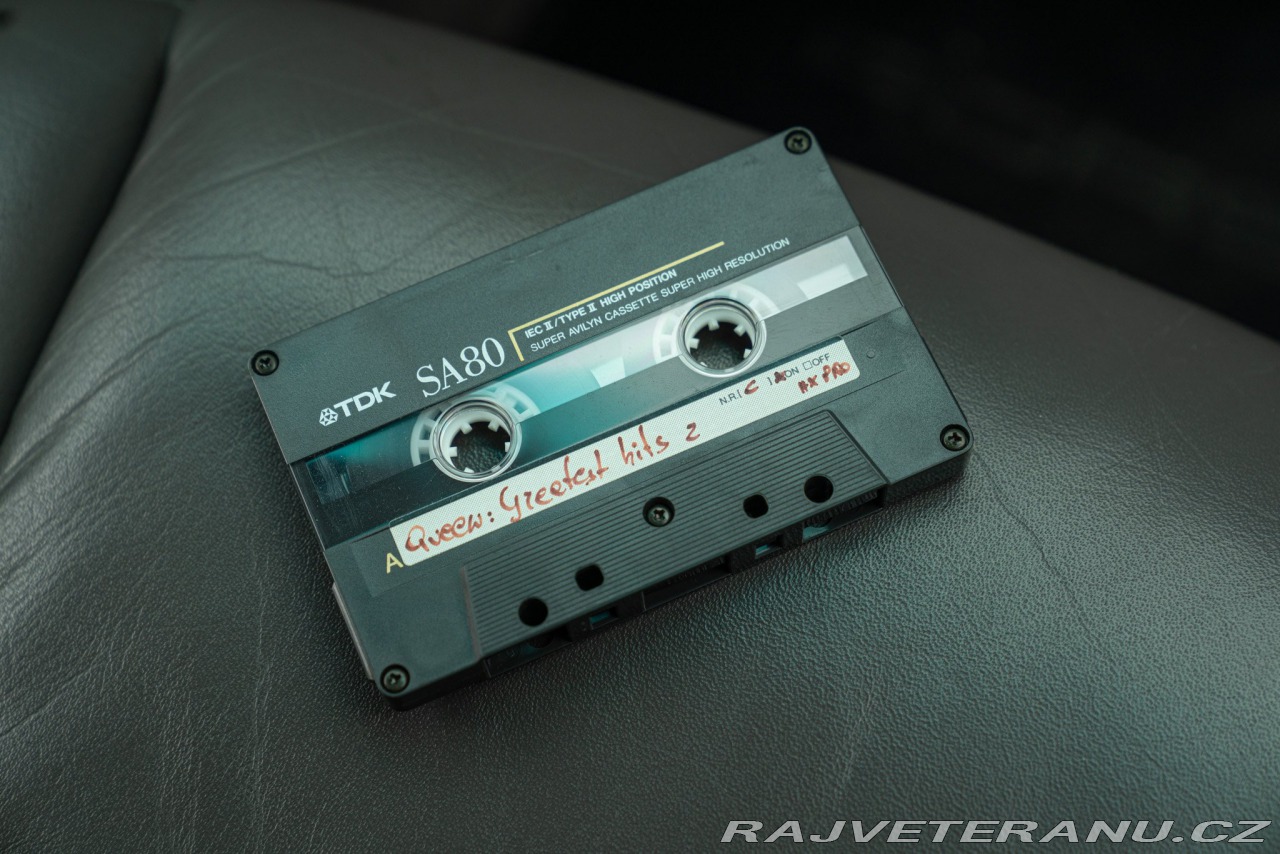 TDK SA80
IEC II/TYPE II HIGH POSITION
SUPER AVILYN CASSETTE SUPER HIGH RESOLUTION
N.R. C ON OFF
HX PRO
A Queen: Greetest hits 2
RAJVETERANU.CZ